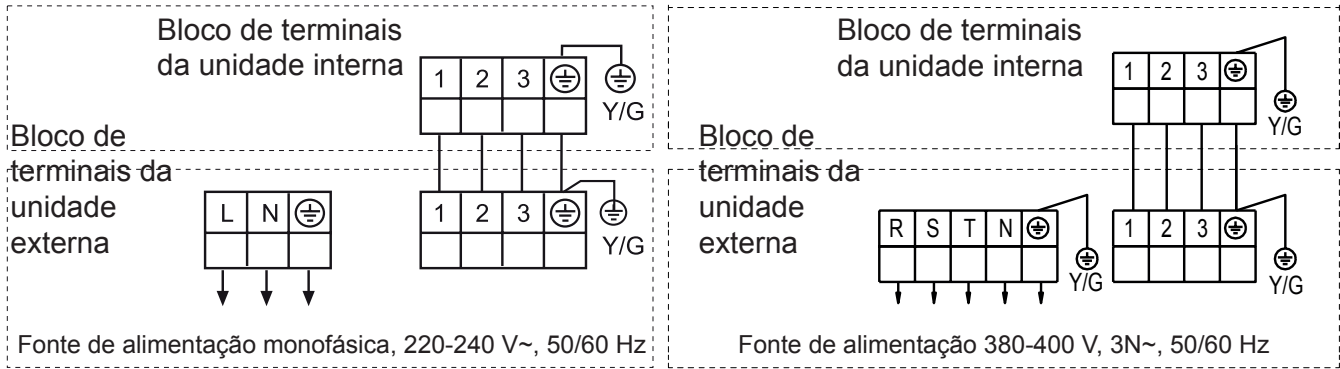 Bloco de terminais
da unidade interna
1 2 3
Y/G
Bloco de
terminais da
unidade
externa
L N
1 2 3
Y/G
Fonte de alimentação monofásica, 220-240 V~, 50/60 Hz
Bloco de terminais
da unidade interna
1 2 3
Y/G
Bloco de
terminais da
unidade
externa
R S T N
Y/G
1 2 3
Y/G
Fonte de alimentação 380-400 V, 3N~, 50/60 Hz